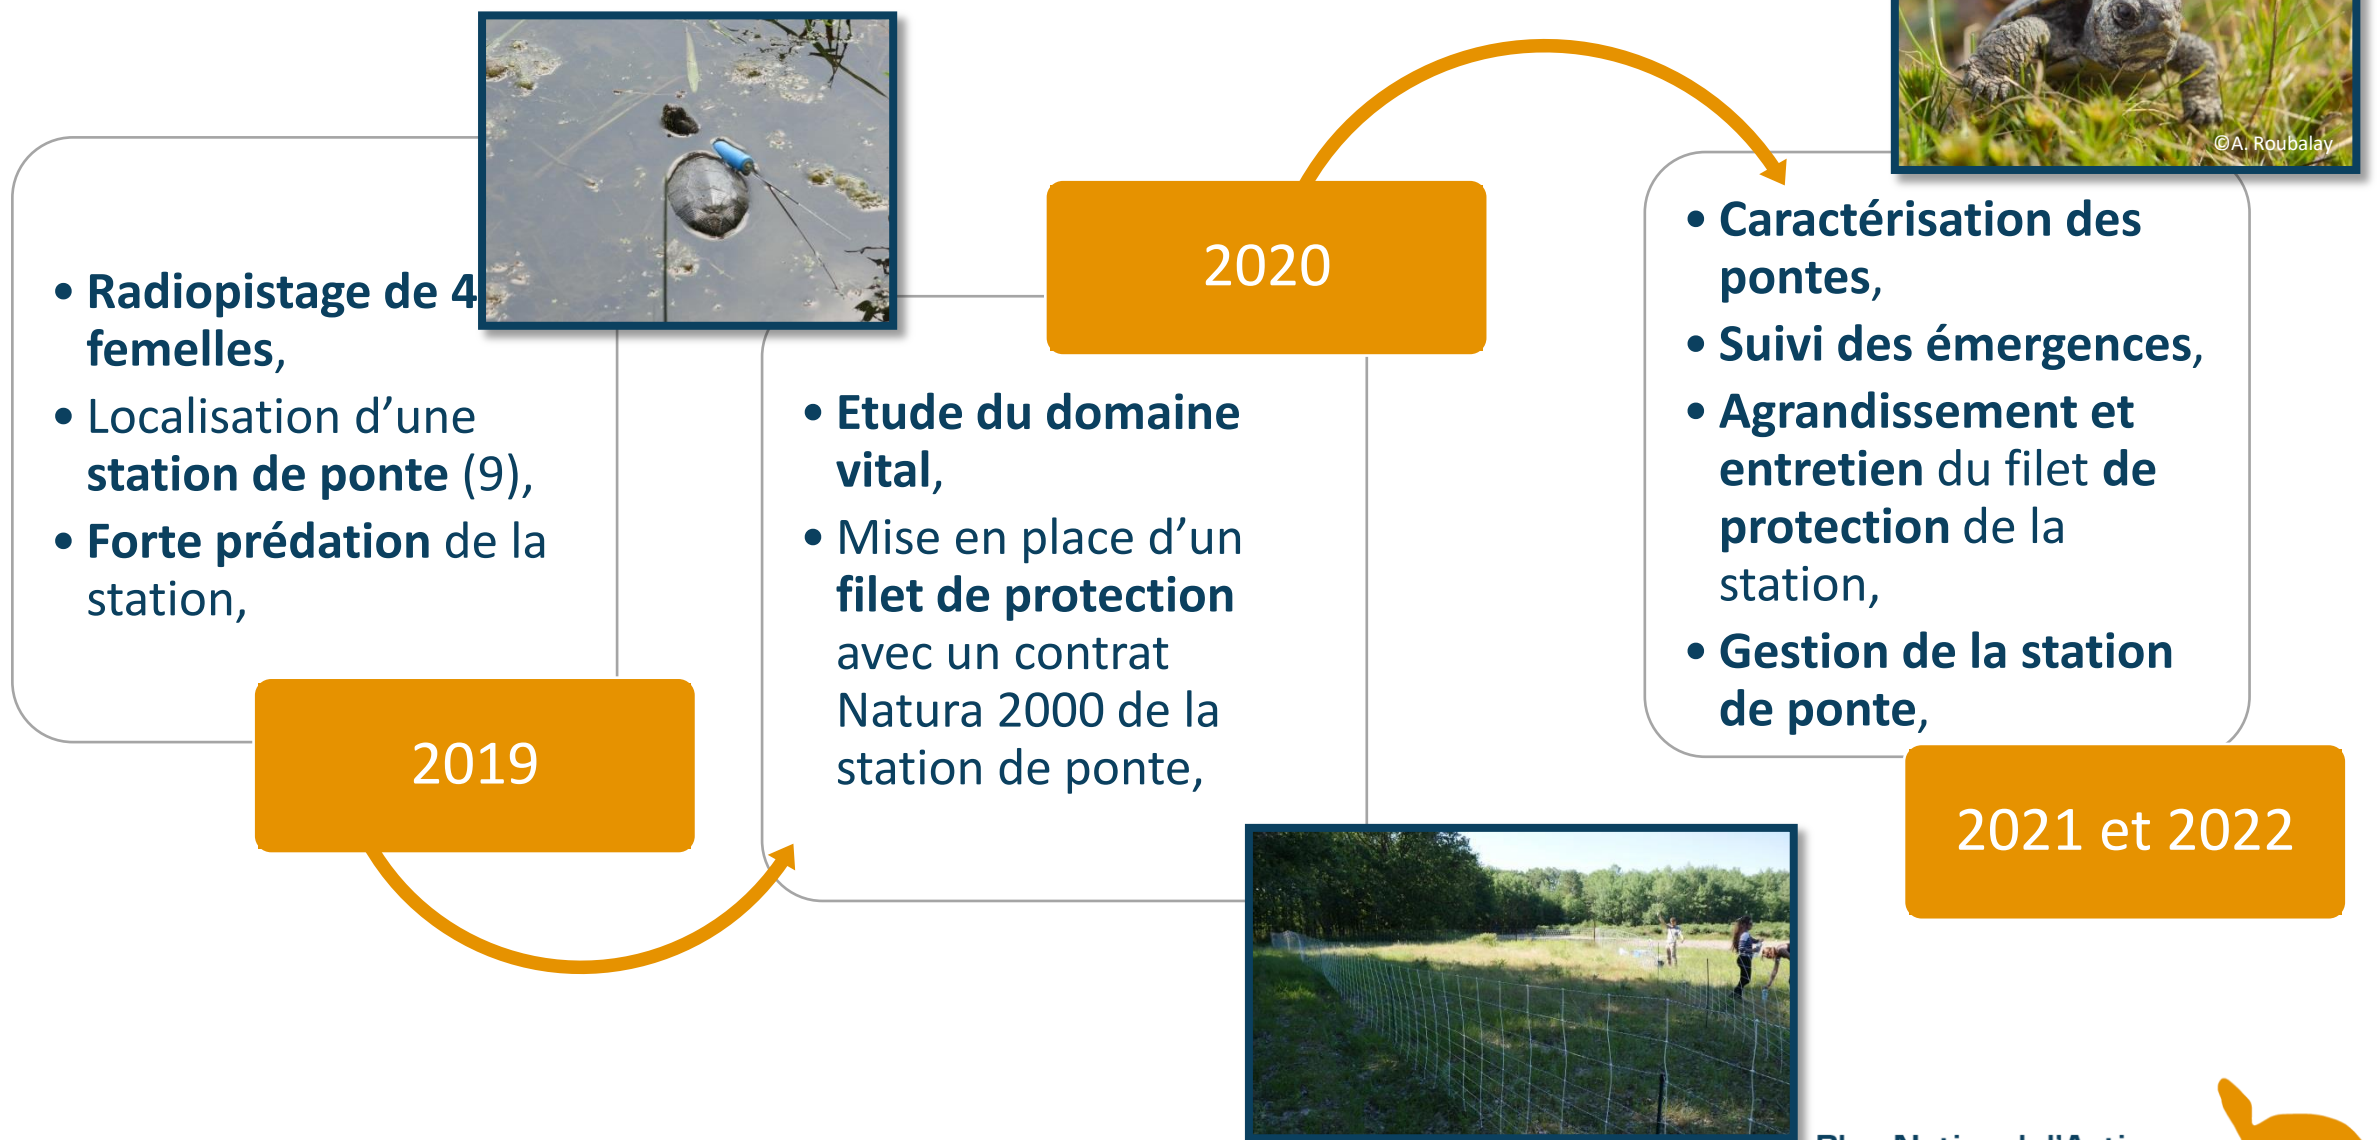 • Radiopistage de 4
femelles,
• Localisation d’une
station de ponte (9),
• Forte prédation de la
station,
2019
2020
• Etude du domaine
vital,
• Mise en place d’un
filet de protection
avec un contrat
Natura 2000 de la
station de ponte,
©A. Roubalay
• Caractérisation des
pontes,
• Suivi des émergences,
• Agrandissement et
entretien du filet de
protection de la
station,
• Gestion de la station
de ponte,
2021 et 2022